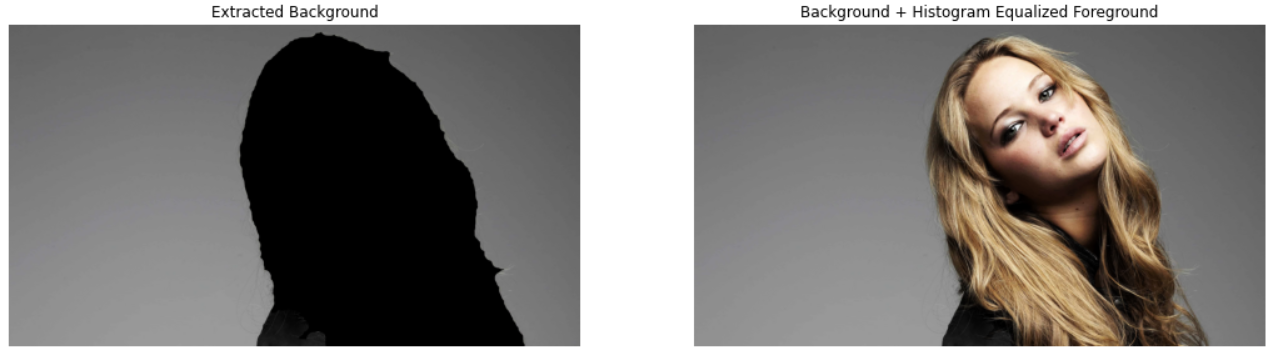 Extracted Background
Background + Histogram Equalized Foreground